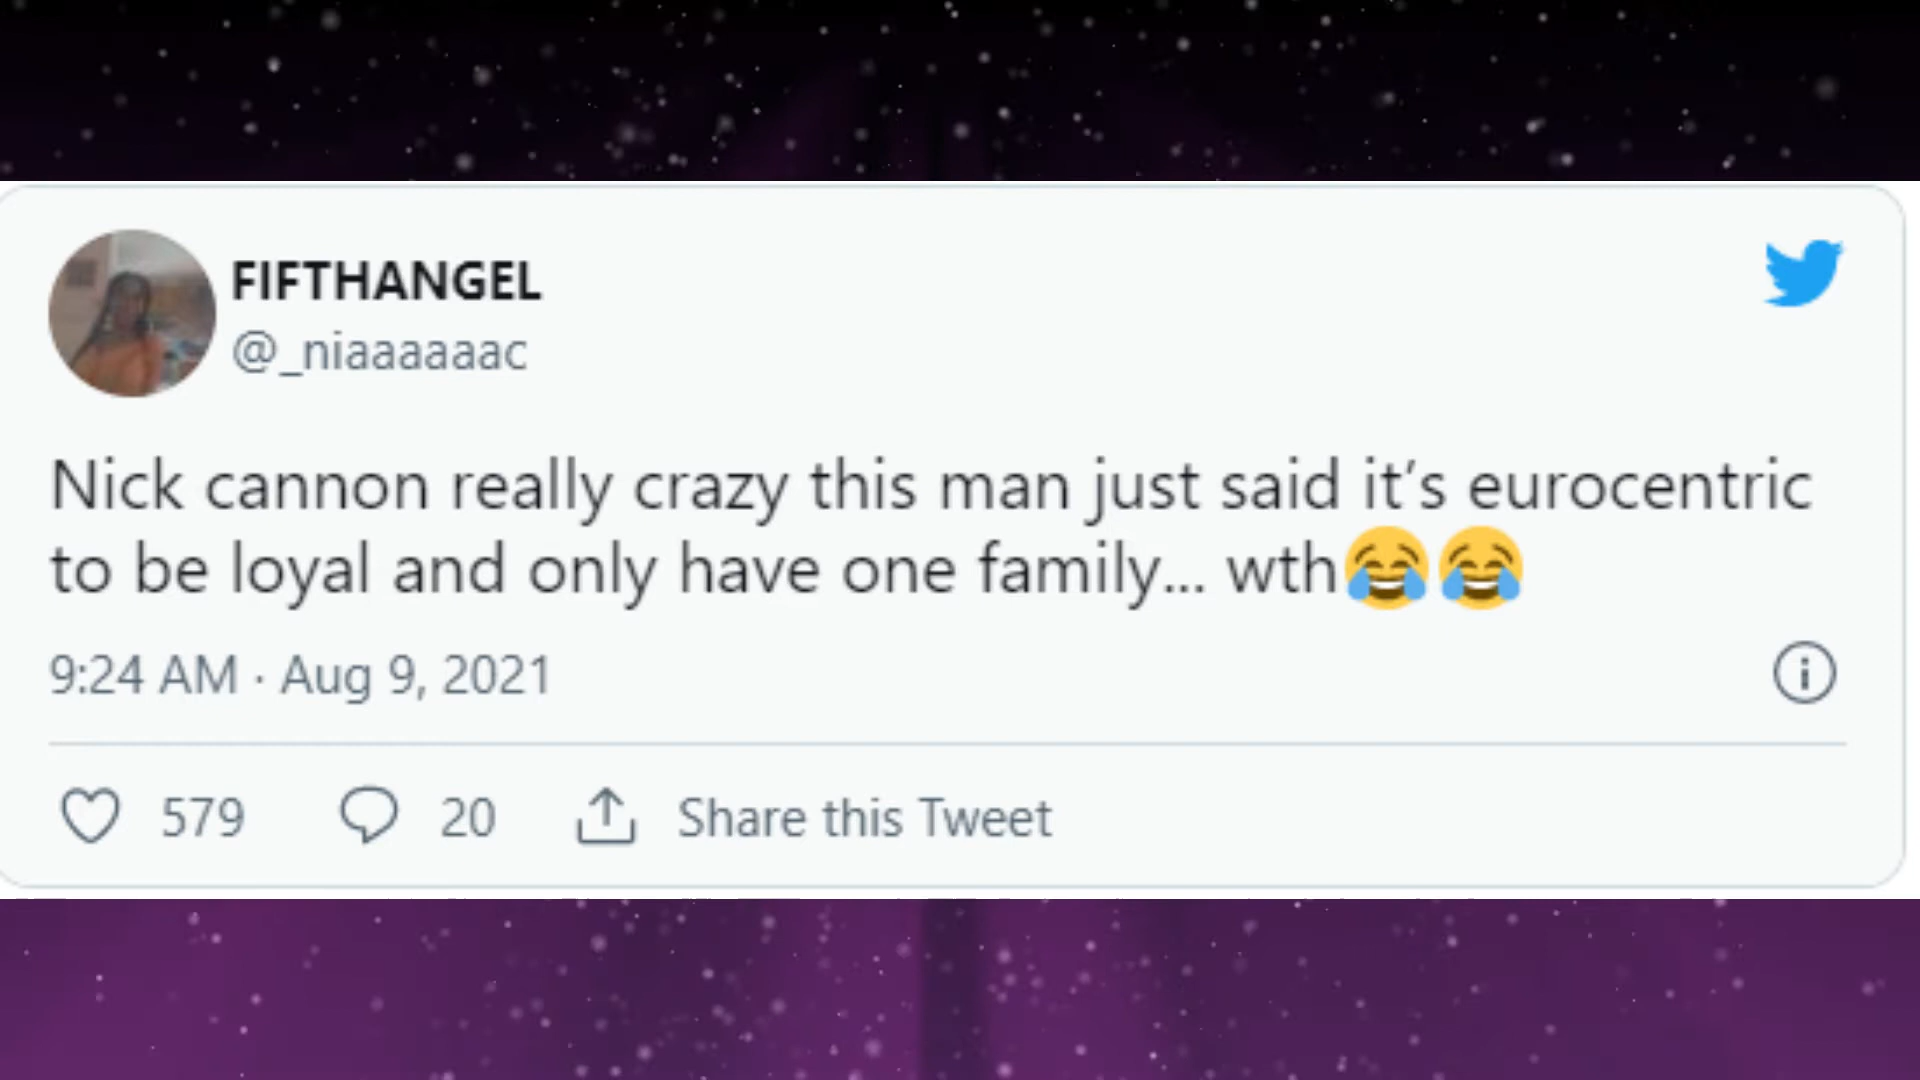 FIFTHANGEL
@_niaaaaaac
Nick cannon really crazy this man just said it’s eurocentric
to be loyal and only have one family... wth😂😂
9:24 AM · Aug 9, 2021
579 20 Share this Tweet